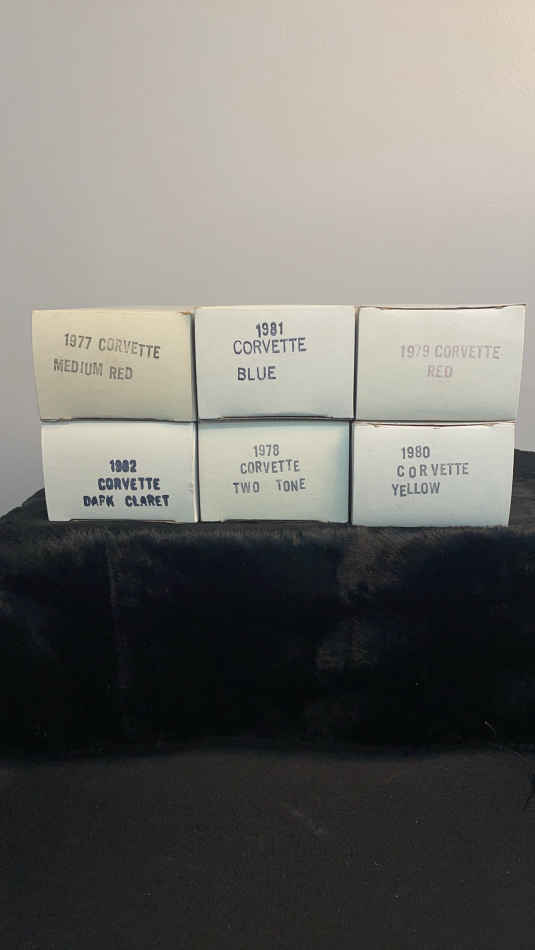 1977 CORVETTE
MEDIUM RED
1981
CORVETTE
BLUE
1979 CORVETTE
RED
1982
CORVETTE
DARK CLARET
1978
CORVETTE
TWO TONE
1980
CORVETTE
YELLOW